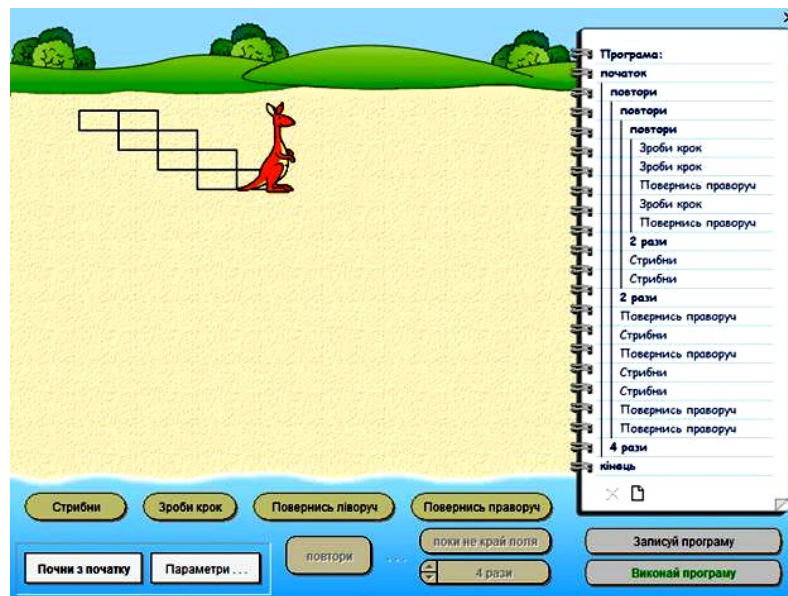 Програма:
початок
повтори
повтори
повтори
Зроби крок
Зроби крок
Повернись праворуч
Зроби крок
Повернись праворуч
2 рази
Стрибни
Стрибни
2 рази
Повернись праворуч
Стрибни
Повернись праворуч
Стрибни
Стрибни
Повернись праворуч
Повернись праворуч
4 рази
кінець
Стрибни
Зроби крок
Повернись ліворуч
Повернись праворуч
повтори
...
поки не край поля
4 рази
Записуй програму
Почни з початку
Параметри ...
Виконай програму